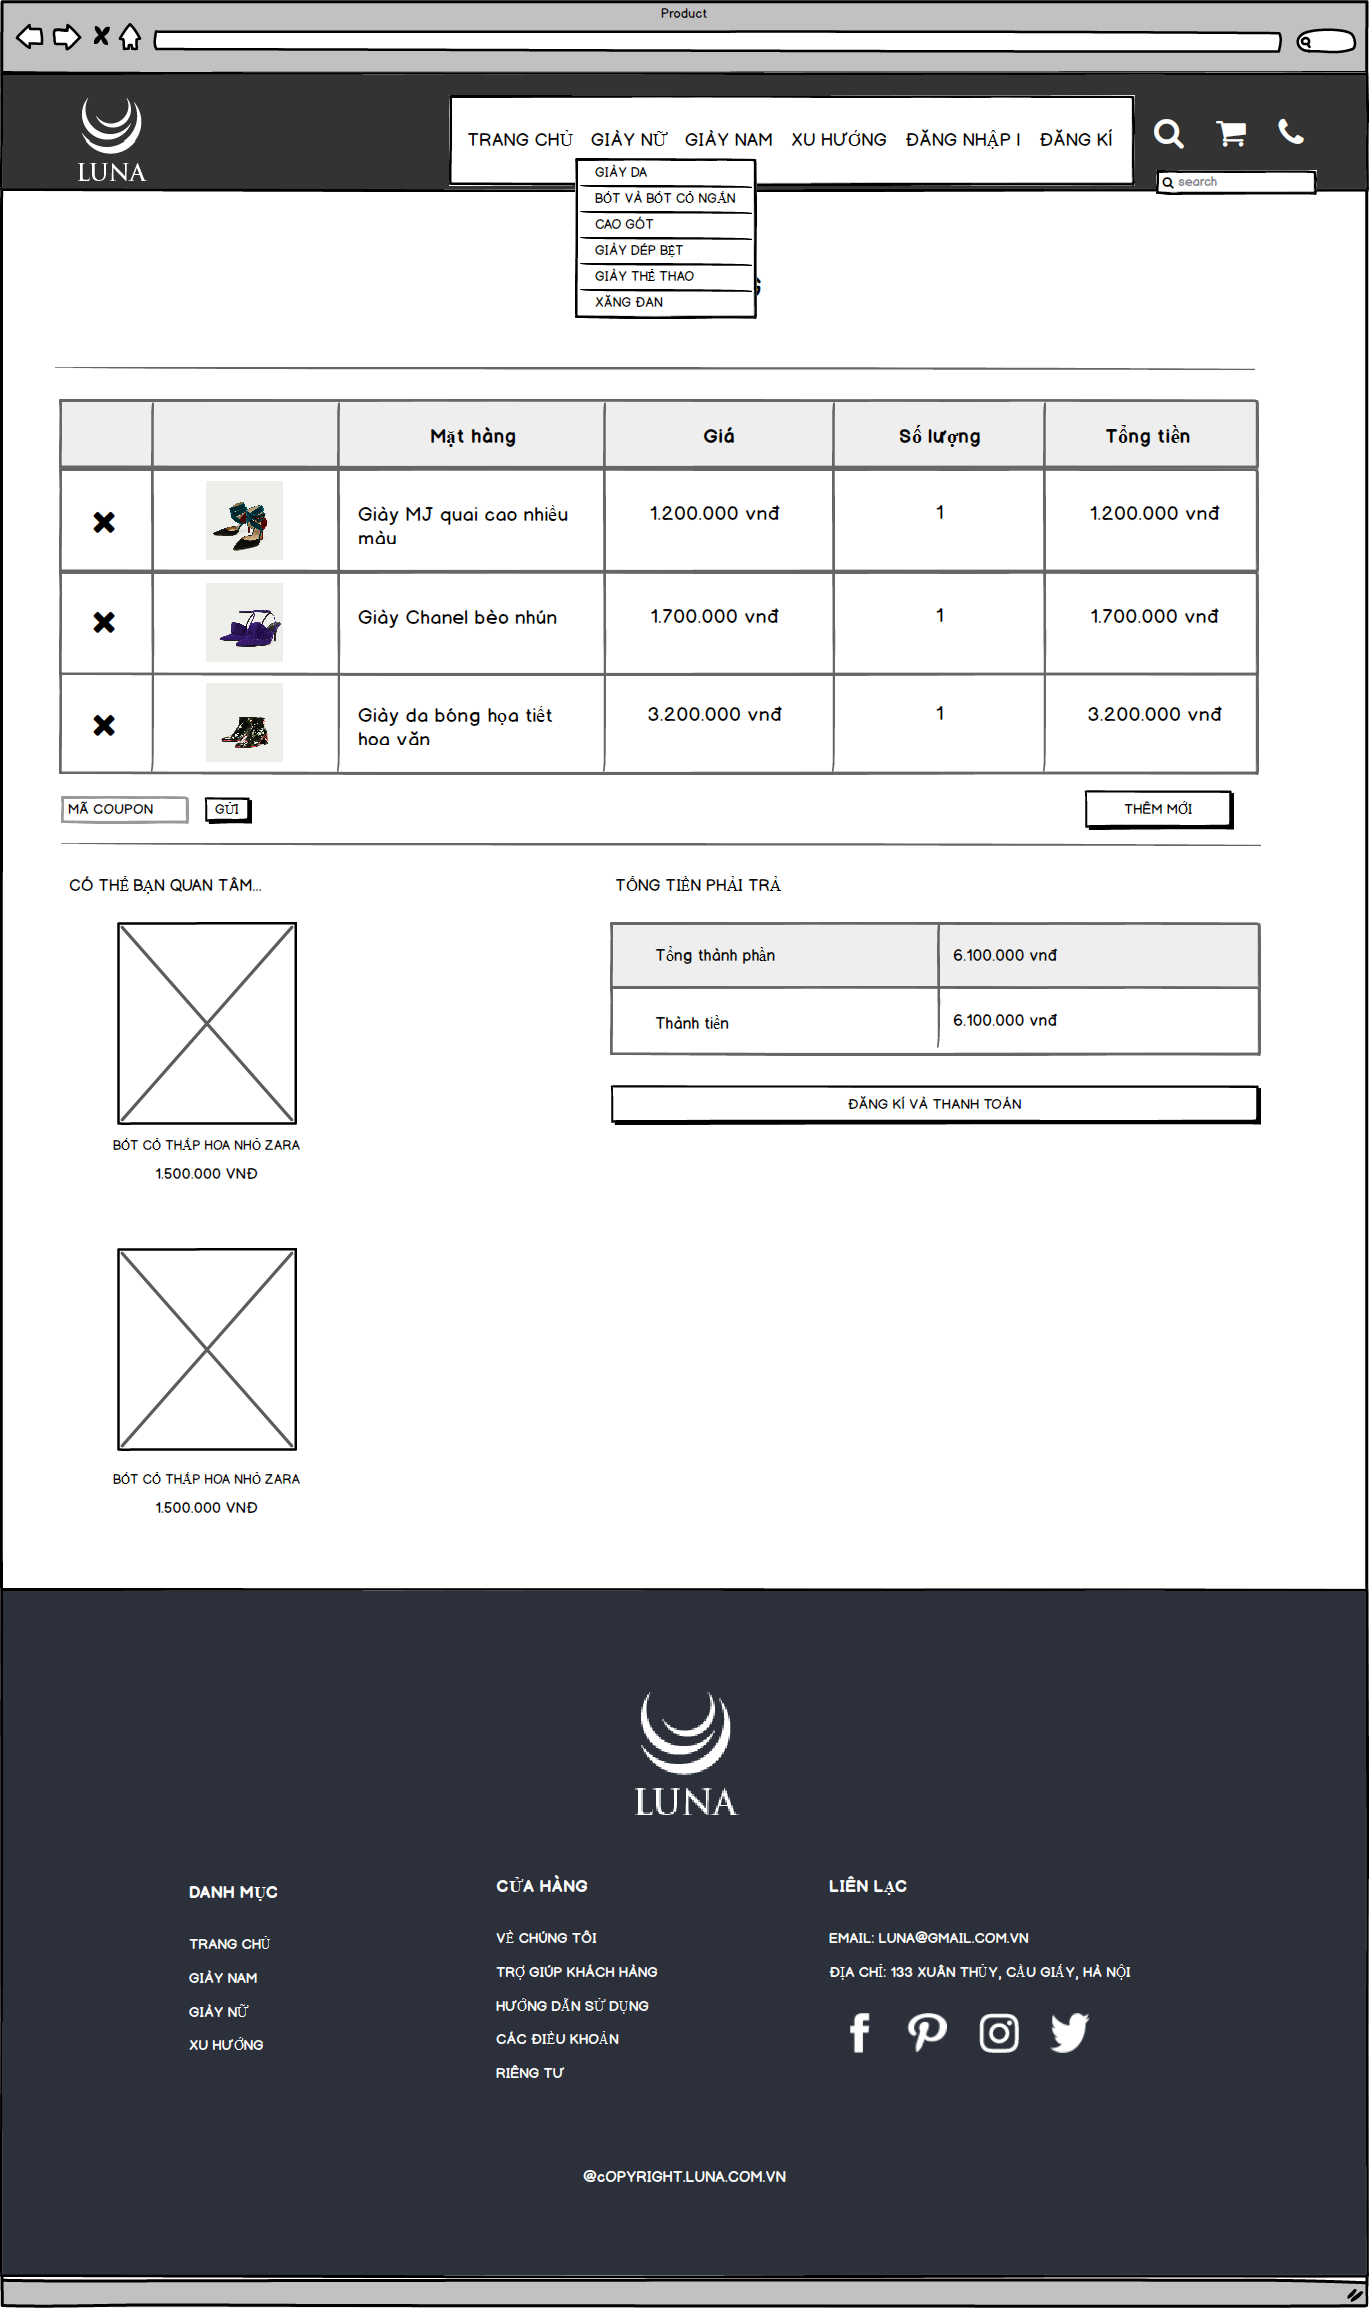 Product
LUNA
TRANG CHỦ GIÀY NỮ GIÀY NAM XU HƯỚNG ĐĂNG NHẬP I ĐĂNG KÍ
search
GIÀY DA
BỐT VÀ BỐT CỔ NGẮN
CAO GÓT
GIÀY DÉP BỆT
GIÀY THỂ THAO
XĂNG ĐAN
Mặt hàng Giá Số lượng Tổng tiền
Giày MJ quai cao nhiều
màu
1.200.000 vnđ 1 1.200.000 vnđ
Giày Chanel bèo nhún 1.700.000 vnđ 1 1.700.000 vnđ
Giày da bóng họa tiết
hoa văn
3.200.000 vnđ 1 3.200.000 vnđ
MÃ COUPON GỬI THÊM MỚI
CÓ THỂ BẠN QUAN TÂM...
BỐT CỔ THẤP HOA NHỎ ZARA
1.500.000 VNĐ
BỐT CỔ THẤP HOA NHỎ ZARA
1.500.000 VNĐ
TỔNG TIỀN PHẢI TRẢ
Tổng thành phần 6.100.000 vnđ
Thành tiền 6.100.000 vnđ
ĐĂNG KÍ VÀ THANH TOÁN
LUNA
DANH MỤC
TRANG CHỦ
GIÀY NAM
GIÀY NỮ
XU HƯỚNG
CỬA HÀNG
VỀ CHÚNG TÔI
TRỢ GIÚP KHÁCH HÀNG
HƯỚNG DẪN SỬ DỤNG
CÁC ĐIỀU KHOẢN
RIÊNG TƯ
LIÊN LẠC
EMAIL: LUNA@GMAIL.COM.VN
ĐỊA CHỈ: 133 XUÂN THỦY, CẦU GIẤY, HÀ NỘI
@cOPYRIGHT.LUNA.COM.VN